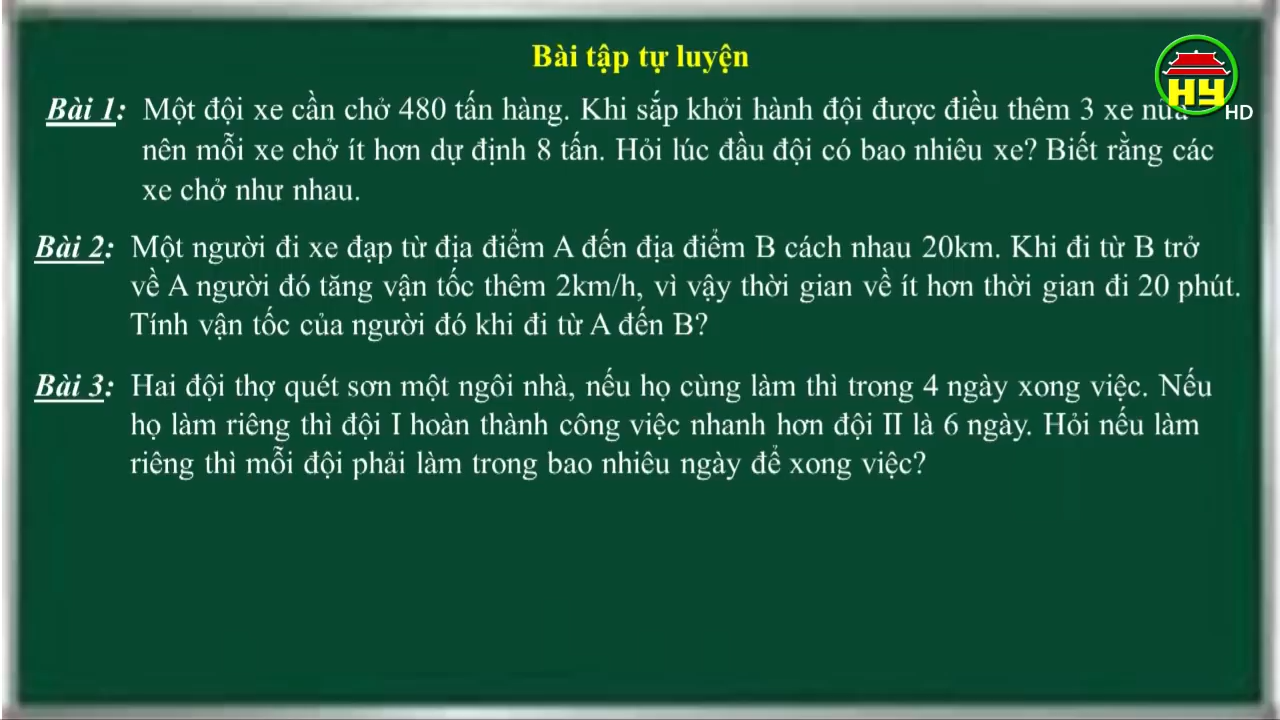 Bài tập tự luyện
HY HD
Bài 1: Một đội xe cần chở 480 tấn hàng. Khi sắp khởi hành đội được điều thêm 3 xe nữa
nên mỗi xe chở ít hơn dự định 8 tấn. Hỏi lúc đầu đội có bao nhiêu xe? Biết rằng các
xe chở như nhau.
Bài 2: Một người đi xe đạp từ địa điểm A đến địa điểm B cách nhau 20km. Khi đi từ B trở
về A người đó tăng vận tốc thêm 2km/h, vì vậy thời gian về ít hơn thời gian đi 20 phút.
Tính vận tốc của người đó khi đi từ A đến B?
Bài 3: Hai đội thợ quét sơn một ngôi nhà, nếu họ cùng làm thì trong 4 ngày xong việc. Nếu
họ làm riêng thì đội I hoàn thành công việc nhanh hơn đội II là 6 ngày. Hỏi nếu làm
riêng thì mỗi đội phải làm trong bao nhiêu ngày để xong việc?